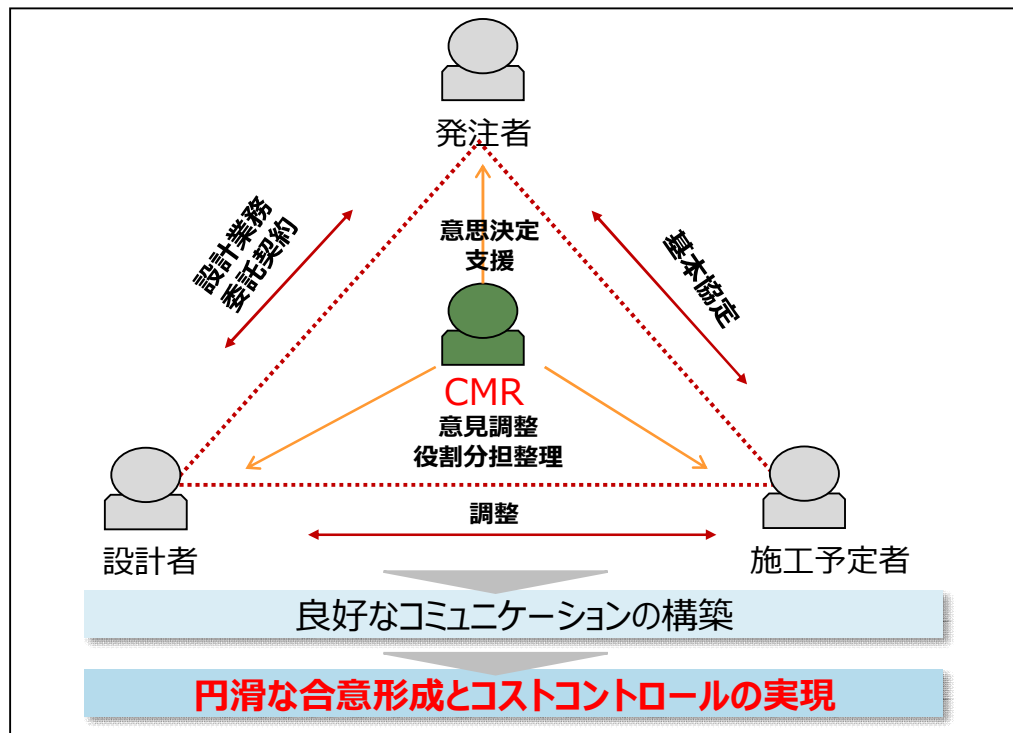 発注者
意思決定
支援
設計業務
委託契約
基本協定
CMR
意見調整
役割分担整理
調整
設計者
施工予定者
良好なコミュニケーションの構築
円滑な合意形成とコストコントロールの実現